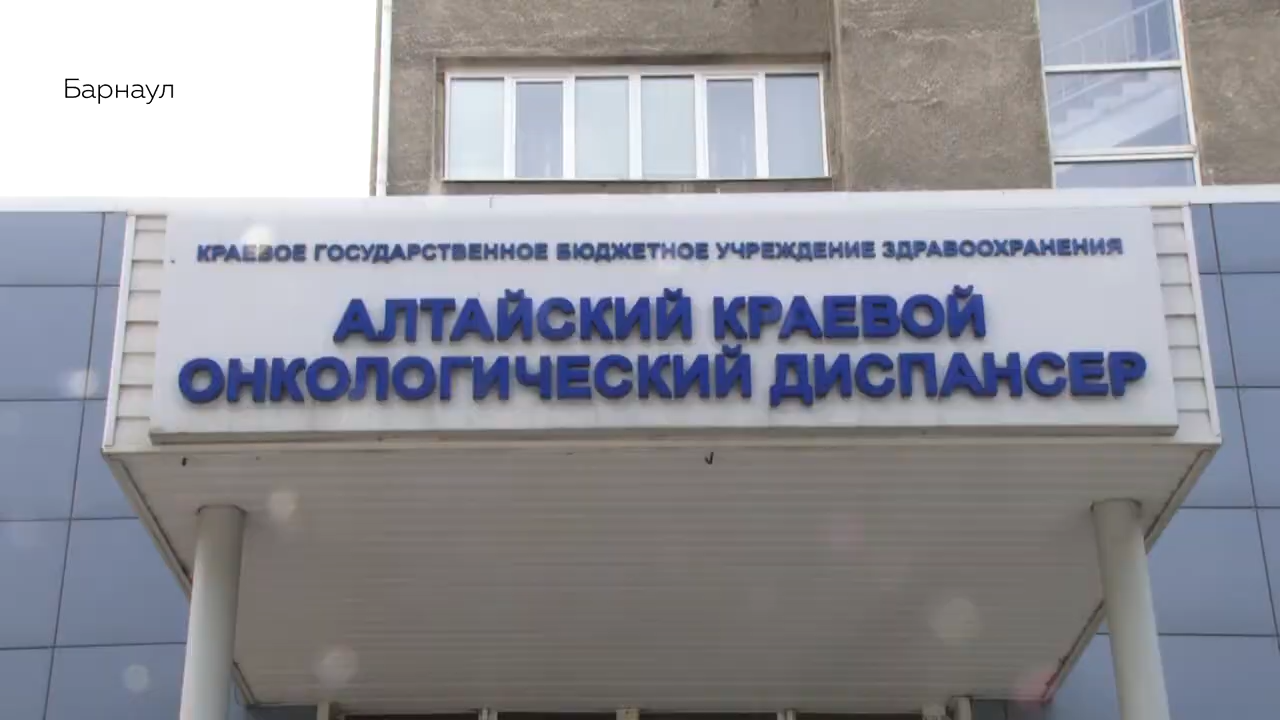 Барнаул
КРАЕВОЕ ГОСУДАРСТВЕННОЕ БЮДЖЕТНОЕ УЧРЕЖДЕНИЕ ЗДРАВООХРАНЕНИЯ
АЛТАЙСКИЙ КРАЕВОЙ
ОНКОЛОГИЧЕСКИЙ ДИСПАНСЕР